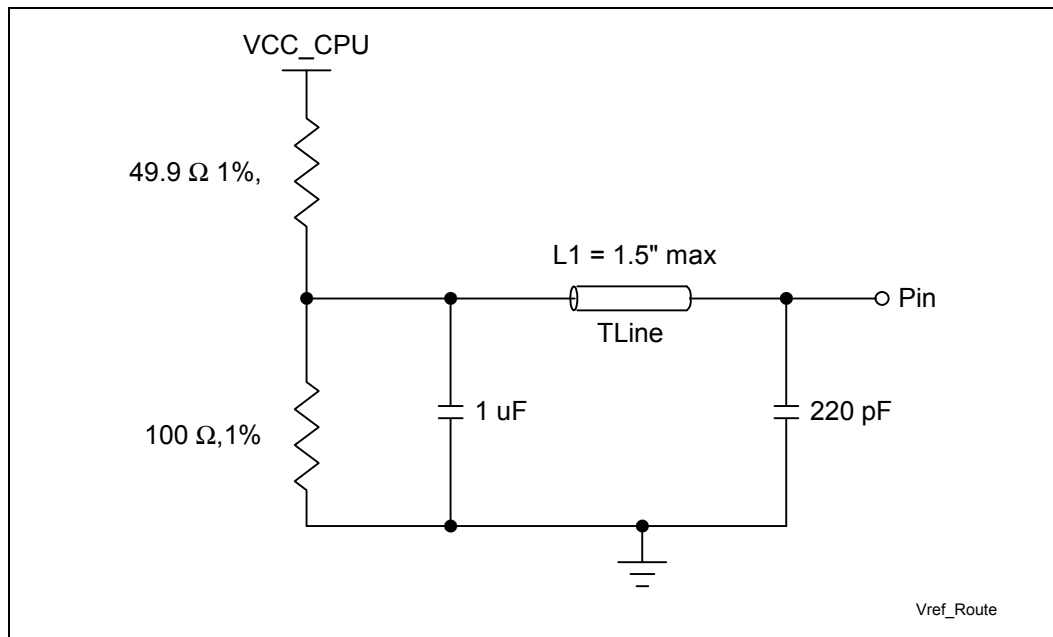 VCC_CPU
49.9 Ω 1%,
L1 = 1.5" max
Pin
TLine
1 uF
220 pF
100 Ω,1%
Vref_Route